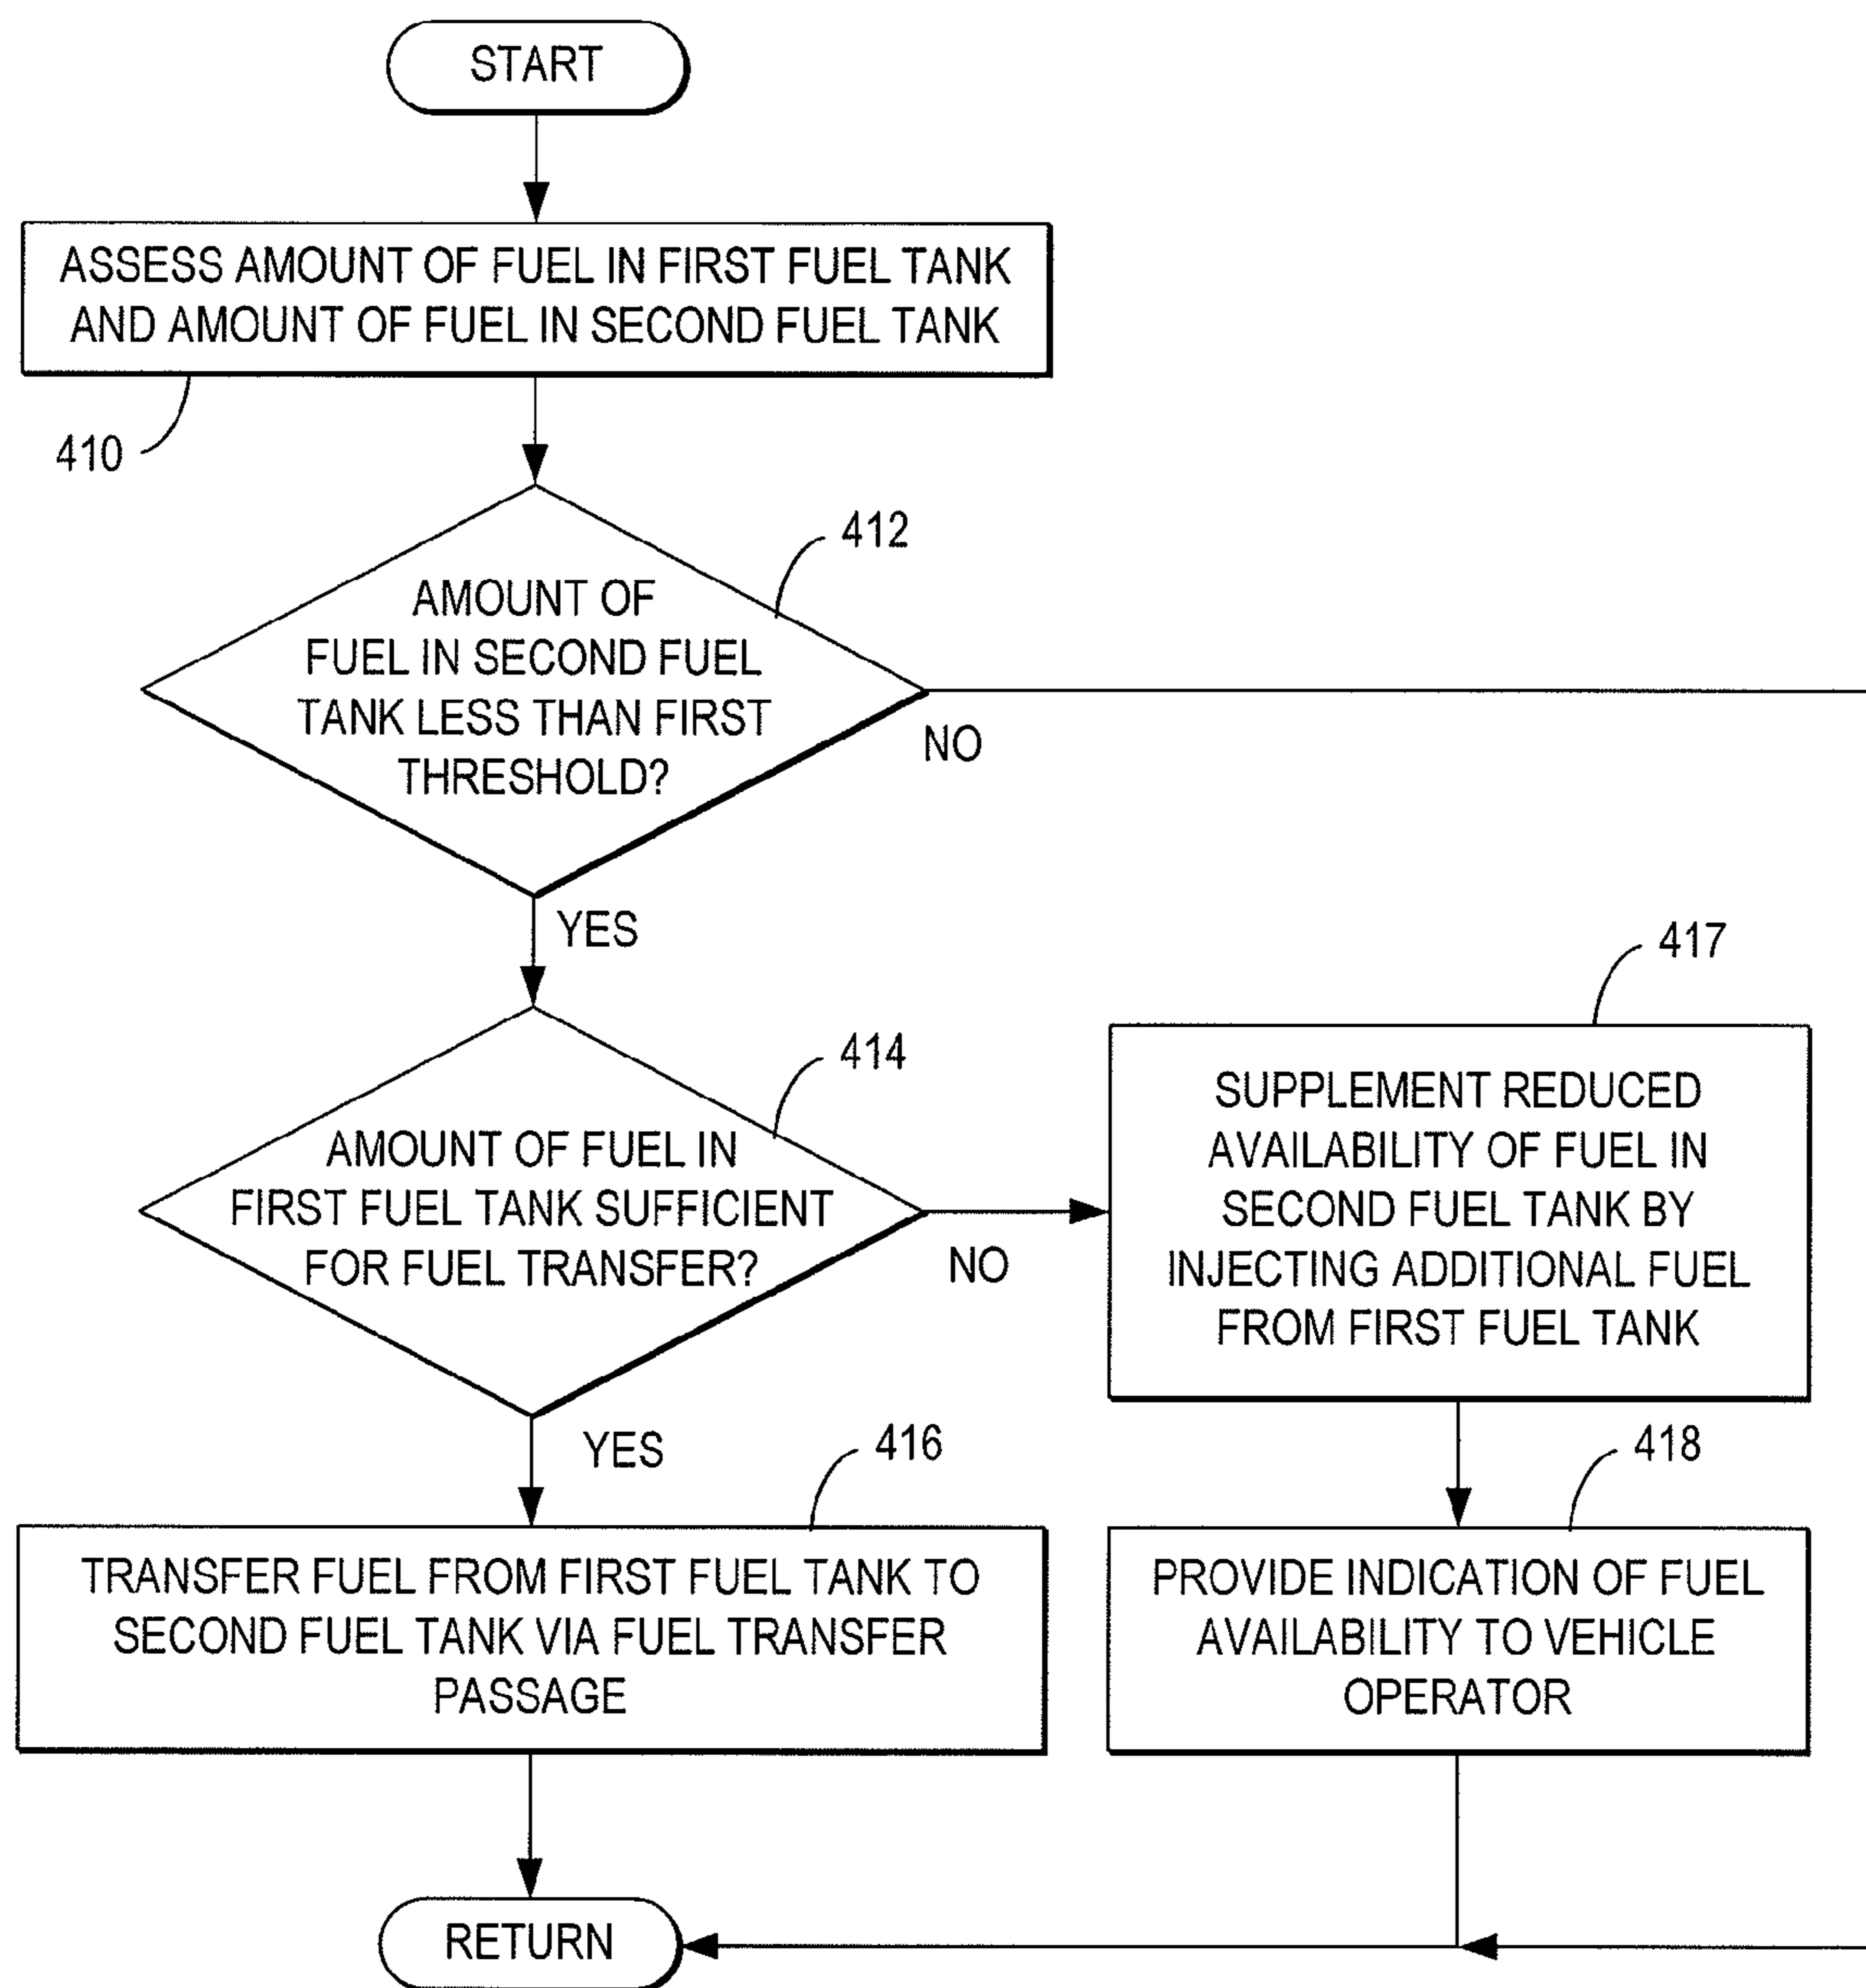 START
ASSESS AMOUNT OF FUEL IN FIRST FUEL TANK
AND AMOUNT OF FUEL IN SECOND FUEL TANK
410
412
AMOUNT OF
FUEL IN SECOND FUEL
TANK LESS THAN FIRST
THRESHOLD?
NO
YES
417
414
AMOUNT OF FUEL IN
FIRST FUEL TANK SUFFICIENT
FOR FUEL TRANSFER?
NO
SUPPLEMENT REDUCED
AVAILABILITY OF FUEL IN
SECOND FUEL TANK BY
INJECTING ADDITIONAL FUEL
FROM FIRST FUEL TANK
YES
416
418
TRANSFER FUEL FROM FIRST FUEL TANK TO
SECOND FUEL TANK VIA FUEL TRANSFER
PASSAGE
PROVIDE INDICATION OF FUEL
AVAILABILITY TO VEHICLE
OPERATOR
RETURN